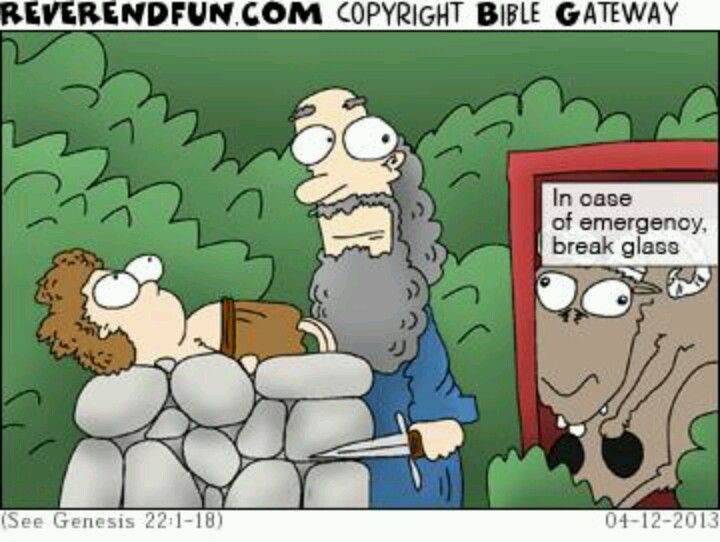 REVERENDFUN.COM COPYRIGHT BIBLE GATEWAY
In case
of emergency,
break glass
(See Genesis 22:1-18) 04-12-2013